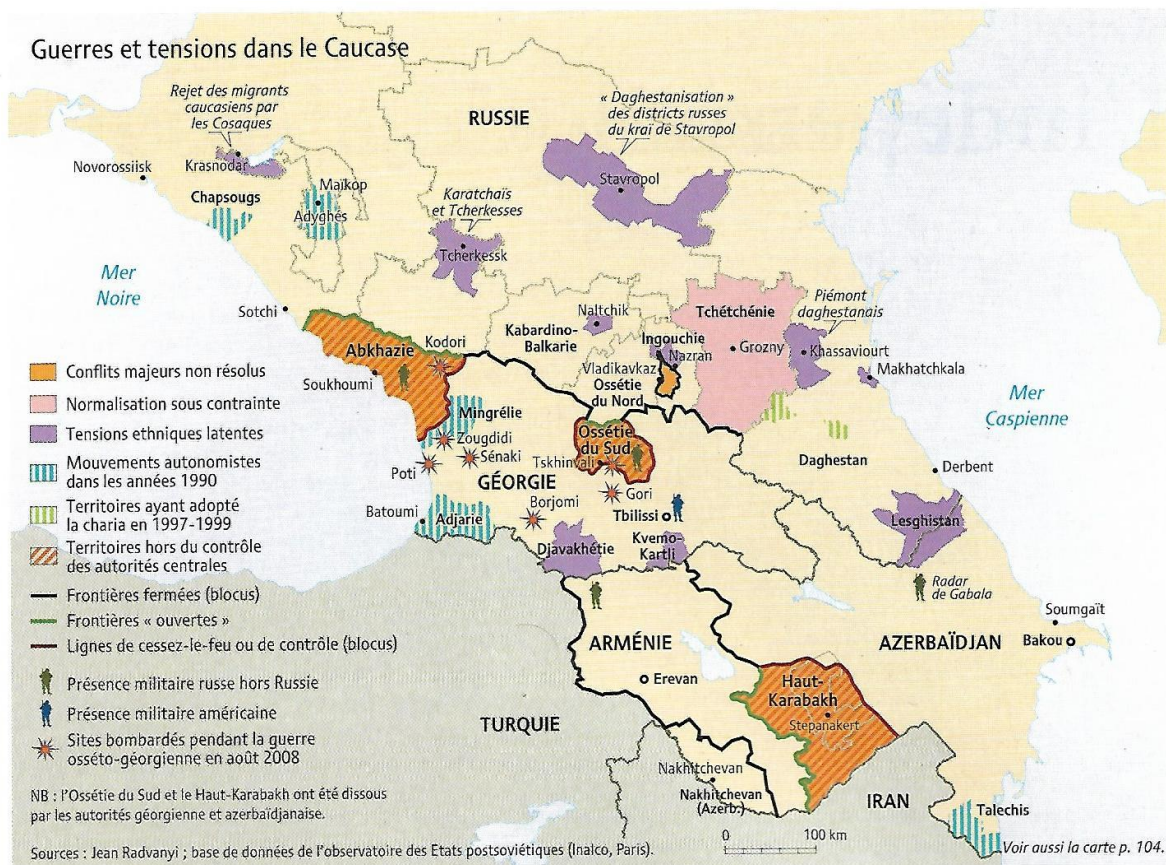 Guerres et tensions dans le Caucase
Rejet des migrants
caucasiens par
les Cosaques
RUSSIE
« Daghestanisation »
des districts russes
du kraï de Stavropol
Novorossiisk
Krasnodar
Stavropol
Chapsougs
Maïkop
Adyghés
Karatchaïs
et Tcherkesses
Tcherkessk
Mer
Noire
Sotchi
Tchétchénie
Piémont
daghestanais
Naltchik
Kabardino-
Balkarie
Ingouchie
Nazran
Grozny
Khassaviourt
Abkhazie
Kodori
Vladikavkaz
Ossétie
du Nord
Makhatchkala
Soukhoumi
Mer
Caspienne
Mingrélie
Zougdidi
Sénaki
Poti
Ossétie
du Sud
Tskhinvali
Daghestan
Derbent
GÉORGIE
Gori
Borjomi
Tbilissi
Batoumi
Adjarie
Lesghistan
Djavakhétie
Kvemo-
Kartli
Radar
de Gabala
Soumgaït
ARMÉNIE
AZERBAÏDJAN
Bakou
Erevan
Haut-
Karabakh
Stepanakert
TURQUIE
Nakhitchevan
Nakhitchevan
(Azerb.)
IRAN
Talechis
Conflits majeurs non résolus
Normalisation sous contrainte
Tensions ethniques latentes
Mouvements autonomistes
dans les années 1990
Territoires ayant adopté
la charia en 1997-1999
Territoires hors du contrôle
des autorités centrales
Frontières fermées (blocus)
Frontières « ouvertes »
Lignes de cessez-le-feu ou de contrôle (blocus)
Présence militaire russe hors Russie
Présence militaire américaine
Sites bombardés pendant la guerre
osséto-géorgienne en août 2008
NB : l'Ossétie du Sud et le Haut-Karabakh ont été dissous
par les autorités géorgienne et azerbaïdjanaise.
0 100 km
Sources : Jean Radvanyi ; base de données de l'observatoire des Etats postsoviétiques (Inalco, Paris).
Voir aussi la carte p. 104.